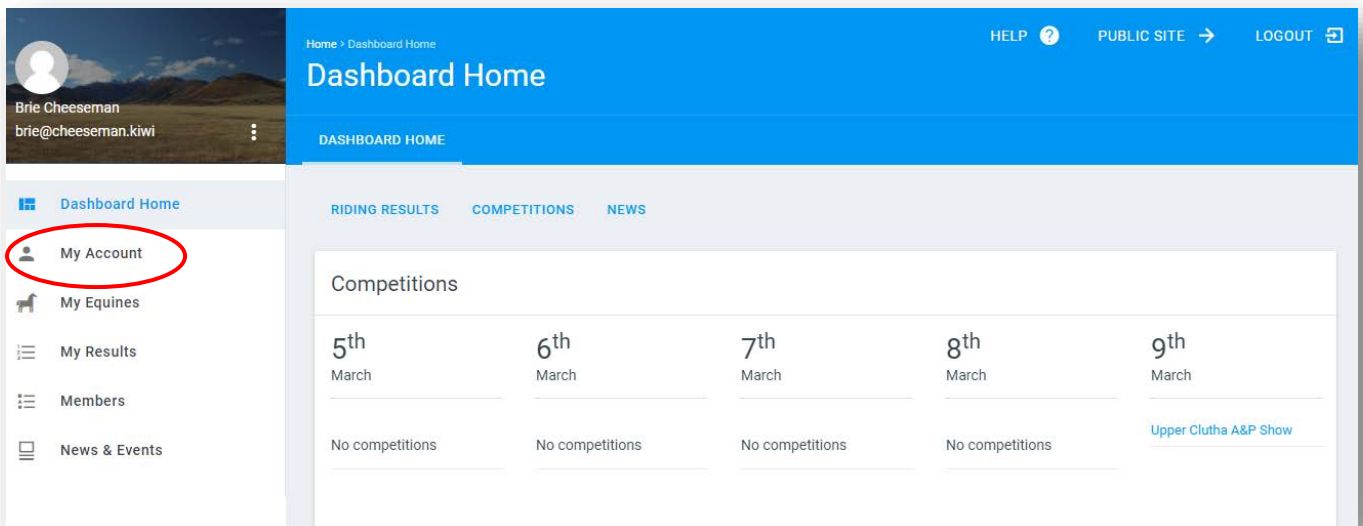 Brie Cheeseman
brie@cheeseman.kiwi
Dashboard Home
My Account
My Equines
My Results
Members
News & Events
Home > Dashboard Home
HELP ? PUBLIC SITE → LOGOUT
Dashboard Home
DASHBOARD HOME
RIDING RESULTS COMPETITIONS NEWS
Competitions
5th 6th 7th 8th 9th
March March March March March
No competitions No competitions No competitions No competitions Upper Clutha A&P Show